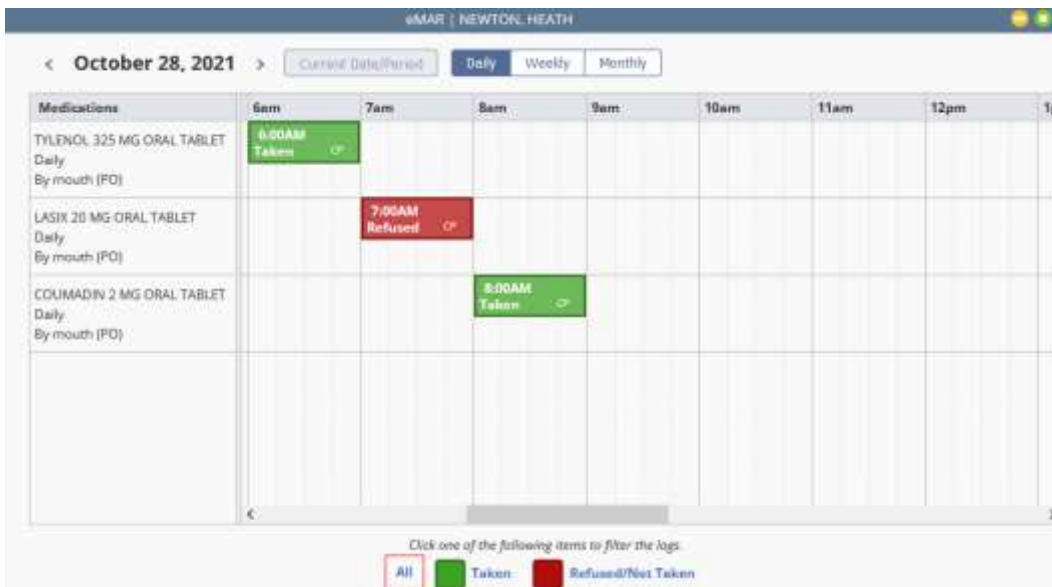 eMAR | NEWTON, HEATH
< October 28, 2021 > Current Date/Period Daily Weekly Monthly
Medications 6am 7am 8am 9am 10am 11am 12pm
TYLENOL 325 MG ORAL TABLET
Daily
By mouth (PO)
6:00AM
Taken CP
LASIX 20 MG ORAL TABLET
Daily
By mouth (PO)
7:00AM
Refused CP
COUMADIN 2 MG ORAL TABLET
Daily
By mouth (PO)
8:00AM
Taken CP
Click one of the following items to filter the logs.
All Taken Refused/Not Taken